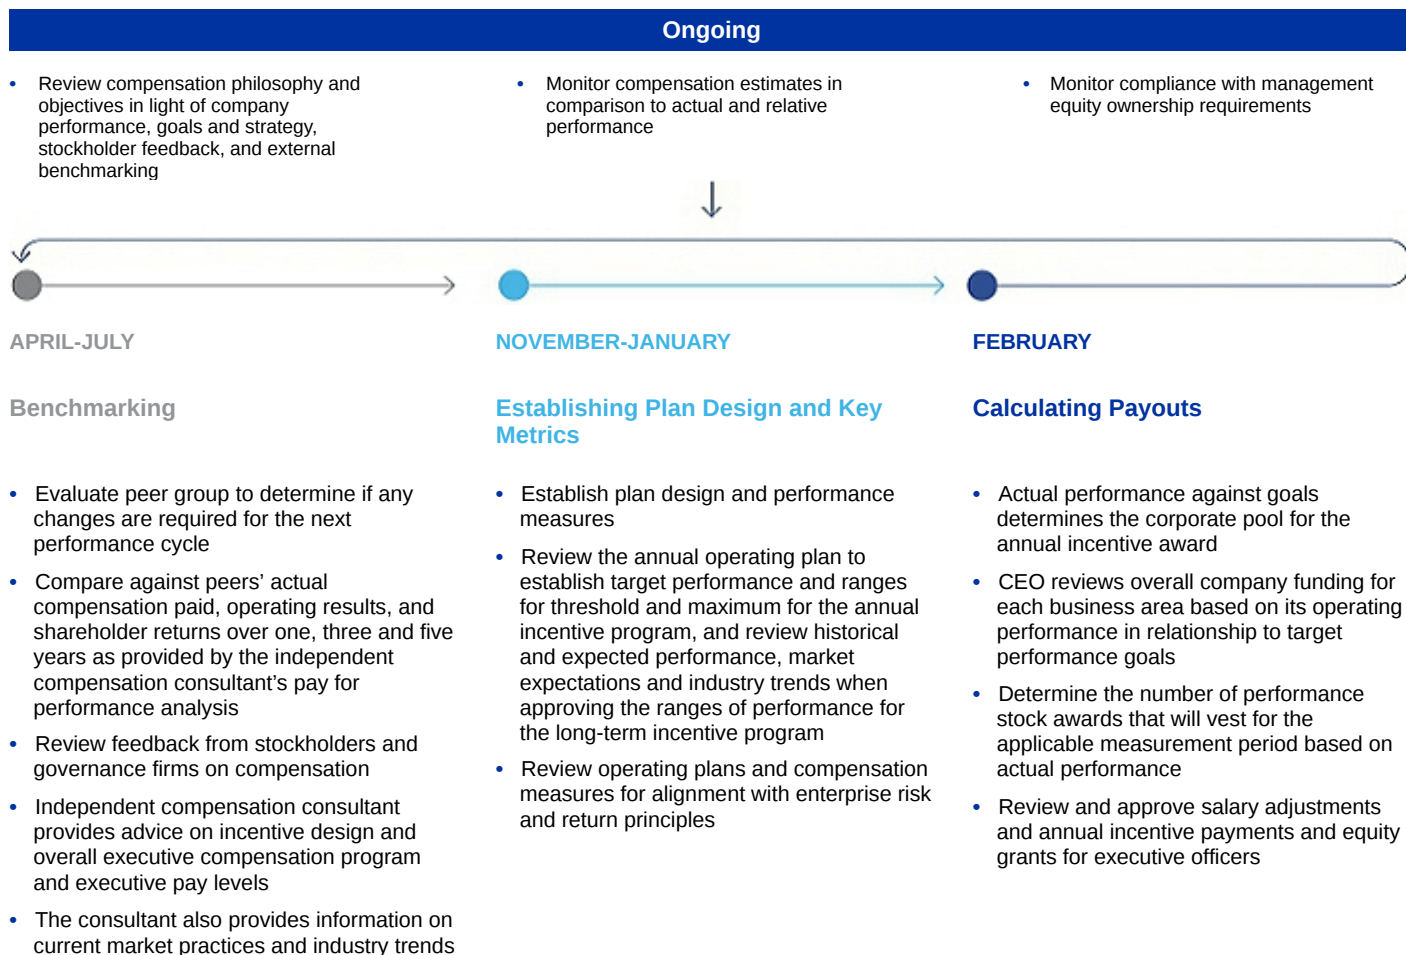 Ongoing
• Review compensation philosophy and
objectives in light of company
performance, goals and strategy,
stockholder feedback, and external
benchmarking
• Monitor compensation estimates in
comparison to actual and relative
performance
• Monitor compliance with management
equity ownership requirements
APRIL-JULY
Benchmarking
• Evaluate peer group to determine if any
changes are required for the next
performance cycle
• Compare against peers’ actual
compensation paid, operating results, and
shareholder returns over one, three and five
years as provided by the independent
compensation consultant’s pay for
performance analysis
• Review feedback from stockholders and
governance firms on compensation
• Independent compensation consultant
provides advice on incentive design and
overall executive compensation program
and executive pay levels
• The consultant also provides information on
current market practices and industry trends
NOVEMBER-JANUARY
Establishing Plan Design and Key
Metrics
• Establish plan design and performance
measures
• Review the annual operating plan to
establish target performance and ranges
for threshold and maximum for the annual
incentive program, and review historical
and expected performance, market
expectations and industry trends when
approving the ranges of performance for
the long-term incentive program
• Review operating plans and compensation
measures for alignment with enterprise risk
and return principles
FEBRUARY
Calculating Payouts
• Actual performance against goals
determines the corporate pool for the
annual incentive award
• CEO reviews overall company funding for
each business area based on its operating
performance in relationship to target
performance goals
• Determine the number of performance
stock awards that will vest for the
applicable measurement period based on
actual performance
• Review and approve salary adjustments
and annual incentive payments and equity
grants for executive officers